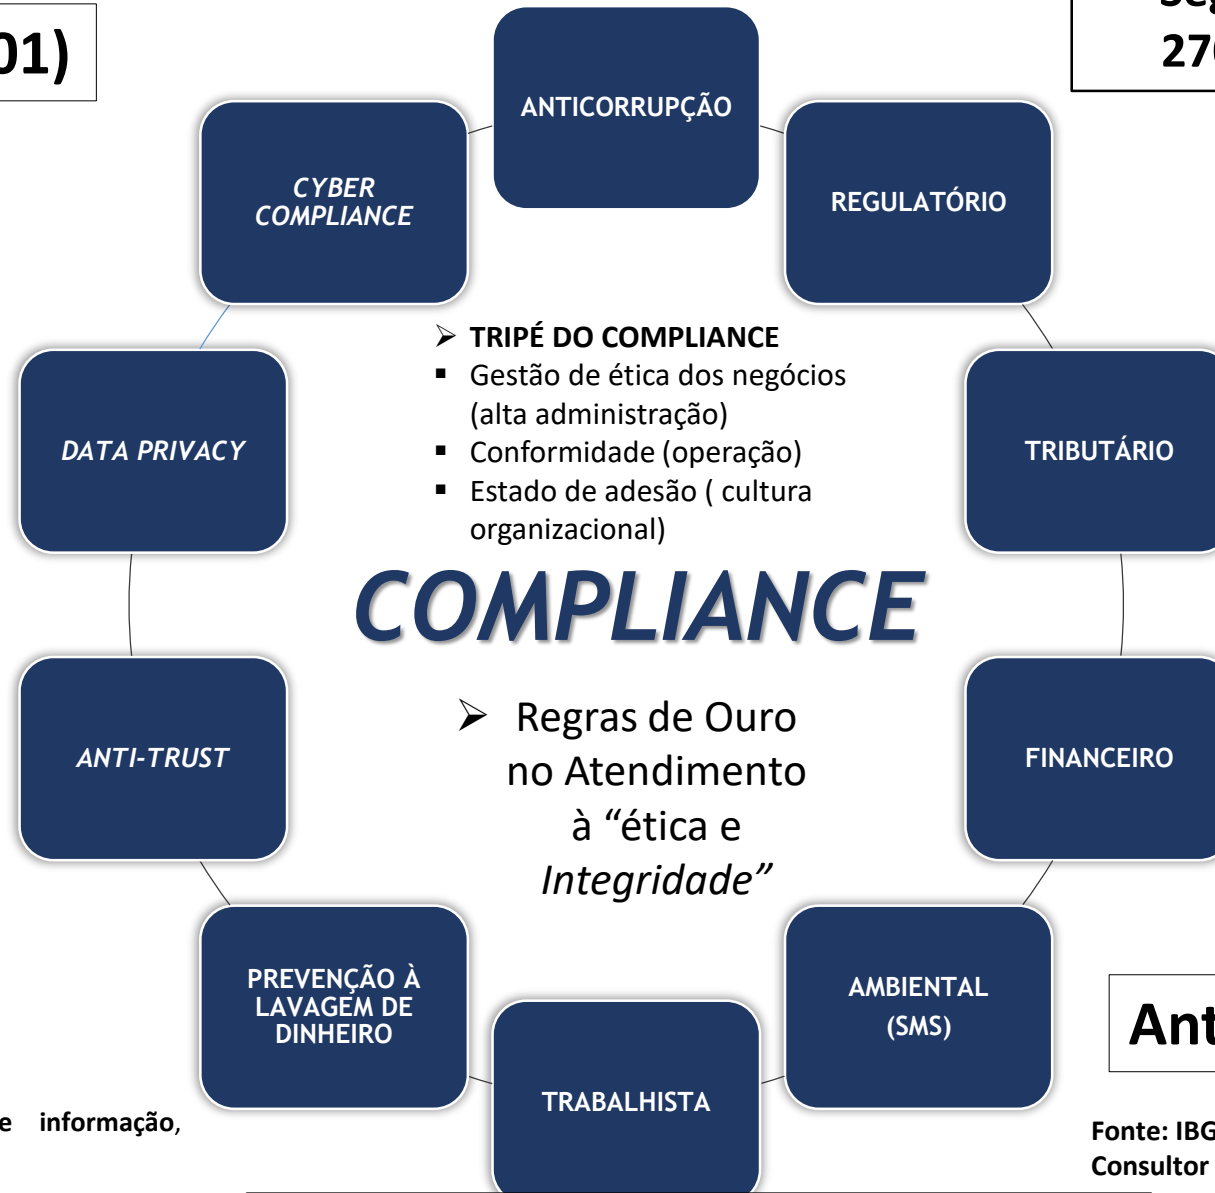 01)
270
ANTICORRUPÇÃO
CYBER
COMPLIANCE
REGULATÓRIO
➢ TRIPÉ DO COMPLIANCE
▪ Gestão de ética dos negócios
(alta administração)
▪ Conformidade (operação)
▪ Estado de adesão ( cultura
organizacional)
DATA PRIVACY
TRIBUTÁRIO
COMPLIANCE
ANTI-TRUST
➢ Regras de Ouro
no Atendimento
à “ética e
Integridade”
FINANCEIRO
PREVENÇÃO À
LAVAGEM DE
DINHEIRO
AMBIENTAL
(SMS)
TRABALHISTA
Ant
e informação,
Fonte: IBG
Consultor